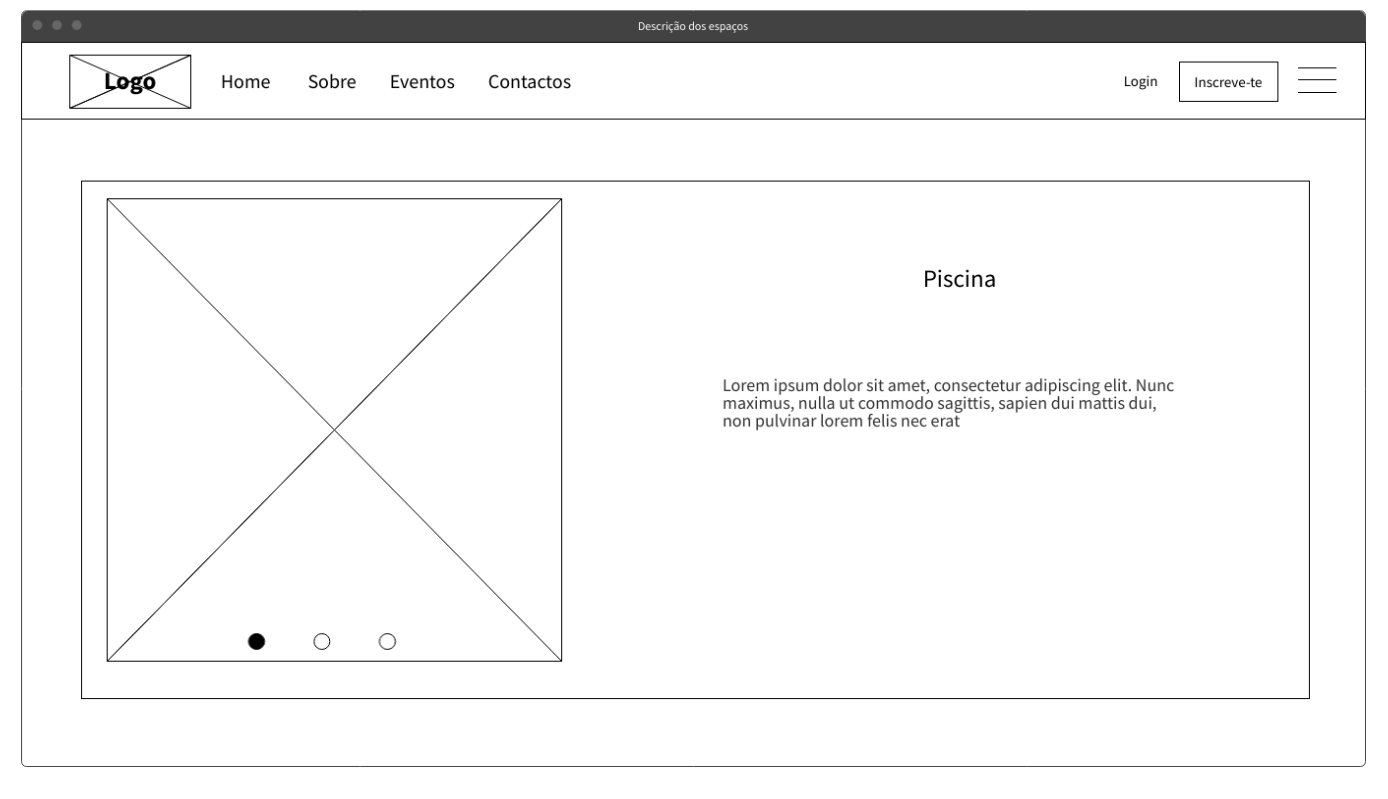 Descrição dos espaços
Logo
Home
Sobre
Eventos
Contactos
Login
Inscreve-te
Piscina
Lorem ipsum dolor sit amet, consectetur adipiscing elit. Nunc
maximus, nulla ut commodo sagittis, sapien dui mattis dui,
non pulvinar lorem felis nec erat